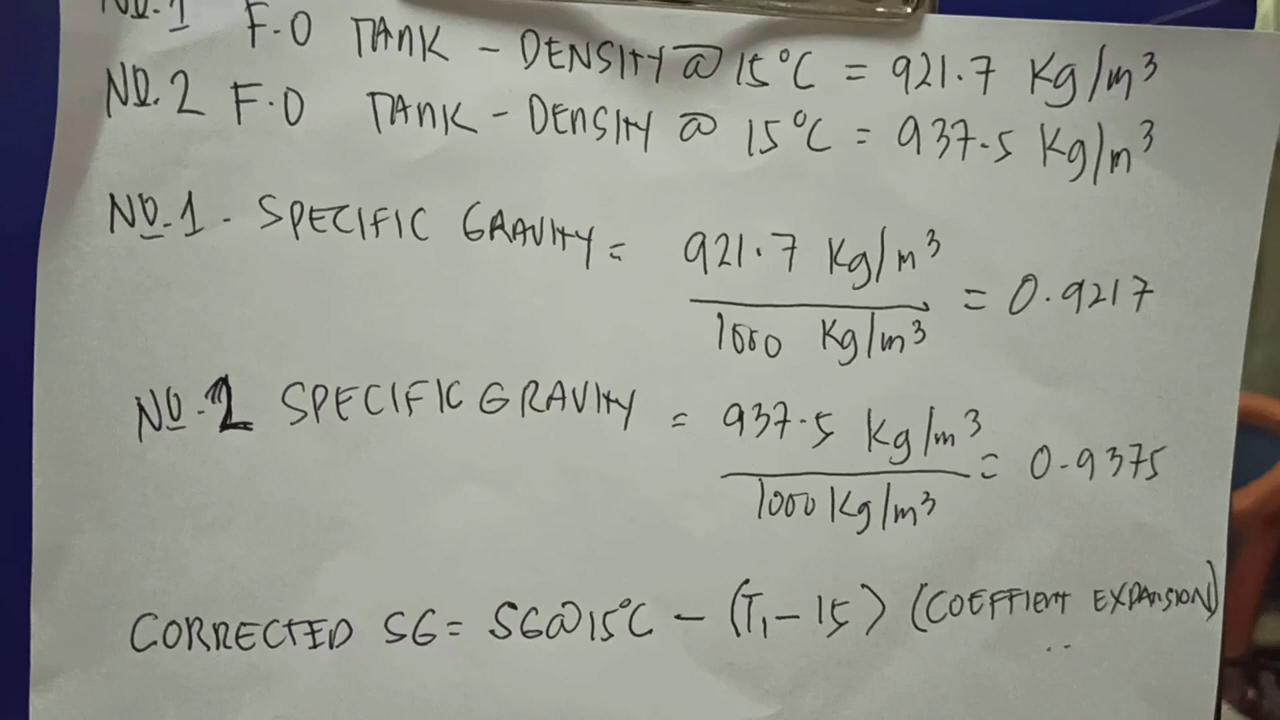 NO.1 F.O TANK - DENSITY @ 15°C = 921.7 Kg/m³
NO.2 F.O TANK - DENSITY @ 15°C = 937.5 Kg/m³
NO.1 - SPECIFIC GRAVITY = 921.7 Kg/m³ / 1000 Kg/m³ = 0.9217
NO.2 SPECIFIC GRAVITY = 937.5 Kg/m³ / 1000 Kg/m³ = 0.9375
CORRECTED SG = SG@15°C - (T₁-15) (COEFFIENT EXPANSION)